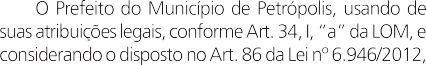 O Prefeito do Município de Petrópolis, usando de
suas atribuições legais, conforme Art. 34, I, “a“ da LOM, e
considerando o disposto no Art. 86 da Lei nº 6.946/2012,